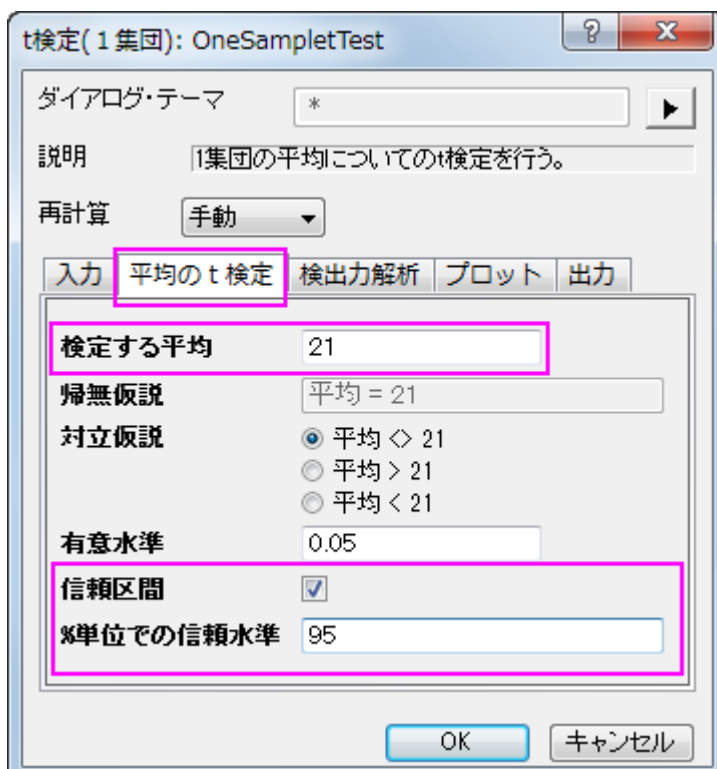 t検定(1集団): OneSampletTest
ダイアログ・テーマ *
説明 1集団の平均についてのt検定を行う。
再計算 手動
入力 平均のt検定 検出力解析 プロット 出力
検定する平均 21
帰無仮説 平均 = 21
対立仮説 平均 <> 21
平均 > 21
平均 < 21
有意水準 0.05
信頼区間
%単位での信頼水準 95
OK キャンセル